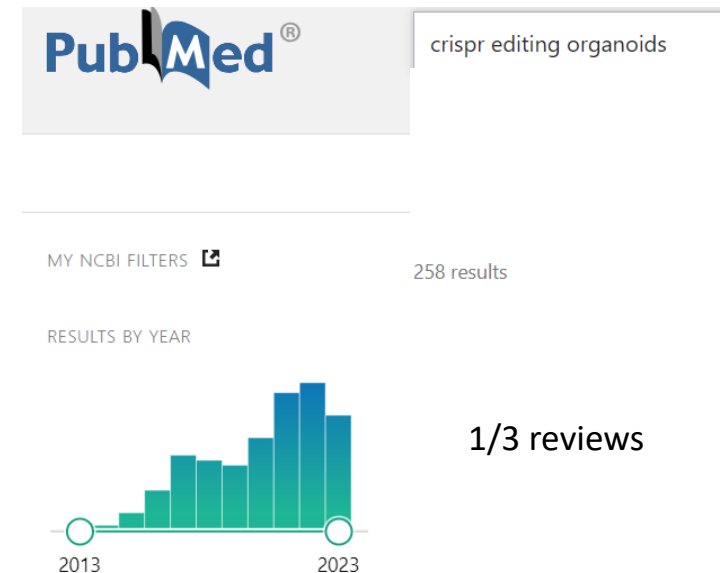 PubMed®
crispr editing organoids
MY NCBI FILTERS
258 results
RESULTS BY YEAR
1/3 reviews
2013
2023